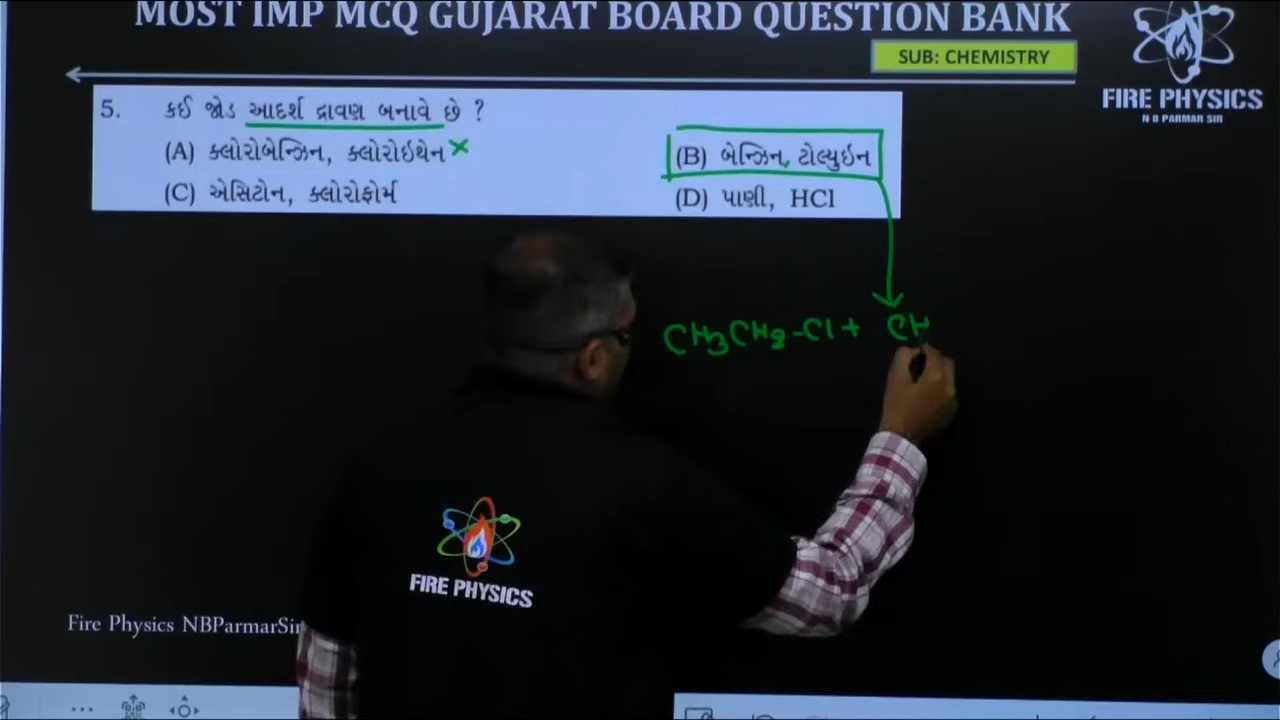 MOST IMP MCQ GUJARAT BOARD QUESTION BANK
SUB: CHEMISTRY
FIRE PHYSICS
N B PARMAR SIR
5. કઈ જોડ આદર્શ દ્રાવણ બનાવે છે ?
(A) ક્લોરોબેન્ઝિન, ક્લોરોઇથેન ×
(B) બેન્ઝિન, ટોલ્યુઇન
(C) એસિટોન, ક્લોરોફોર્મ
(D) પાણી, HCl
CH3CH2-Cl + CH
FIRE PHYSICS
Fire Physics NBParmarSir